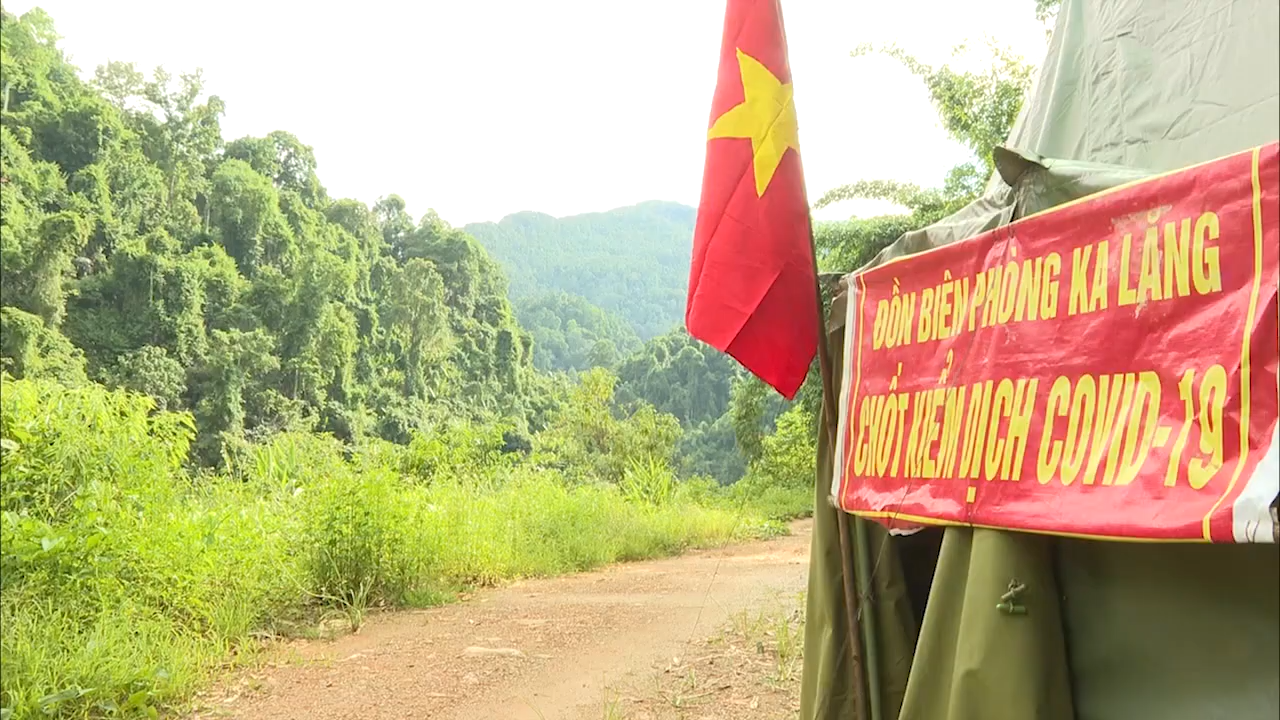 ĐỒN BIÊN PHÒNG KA LĂNG
CHỐT KIỂM DỊCH COVID-19